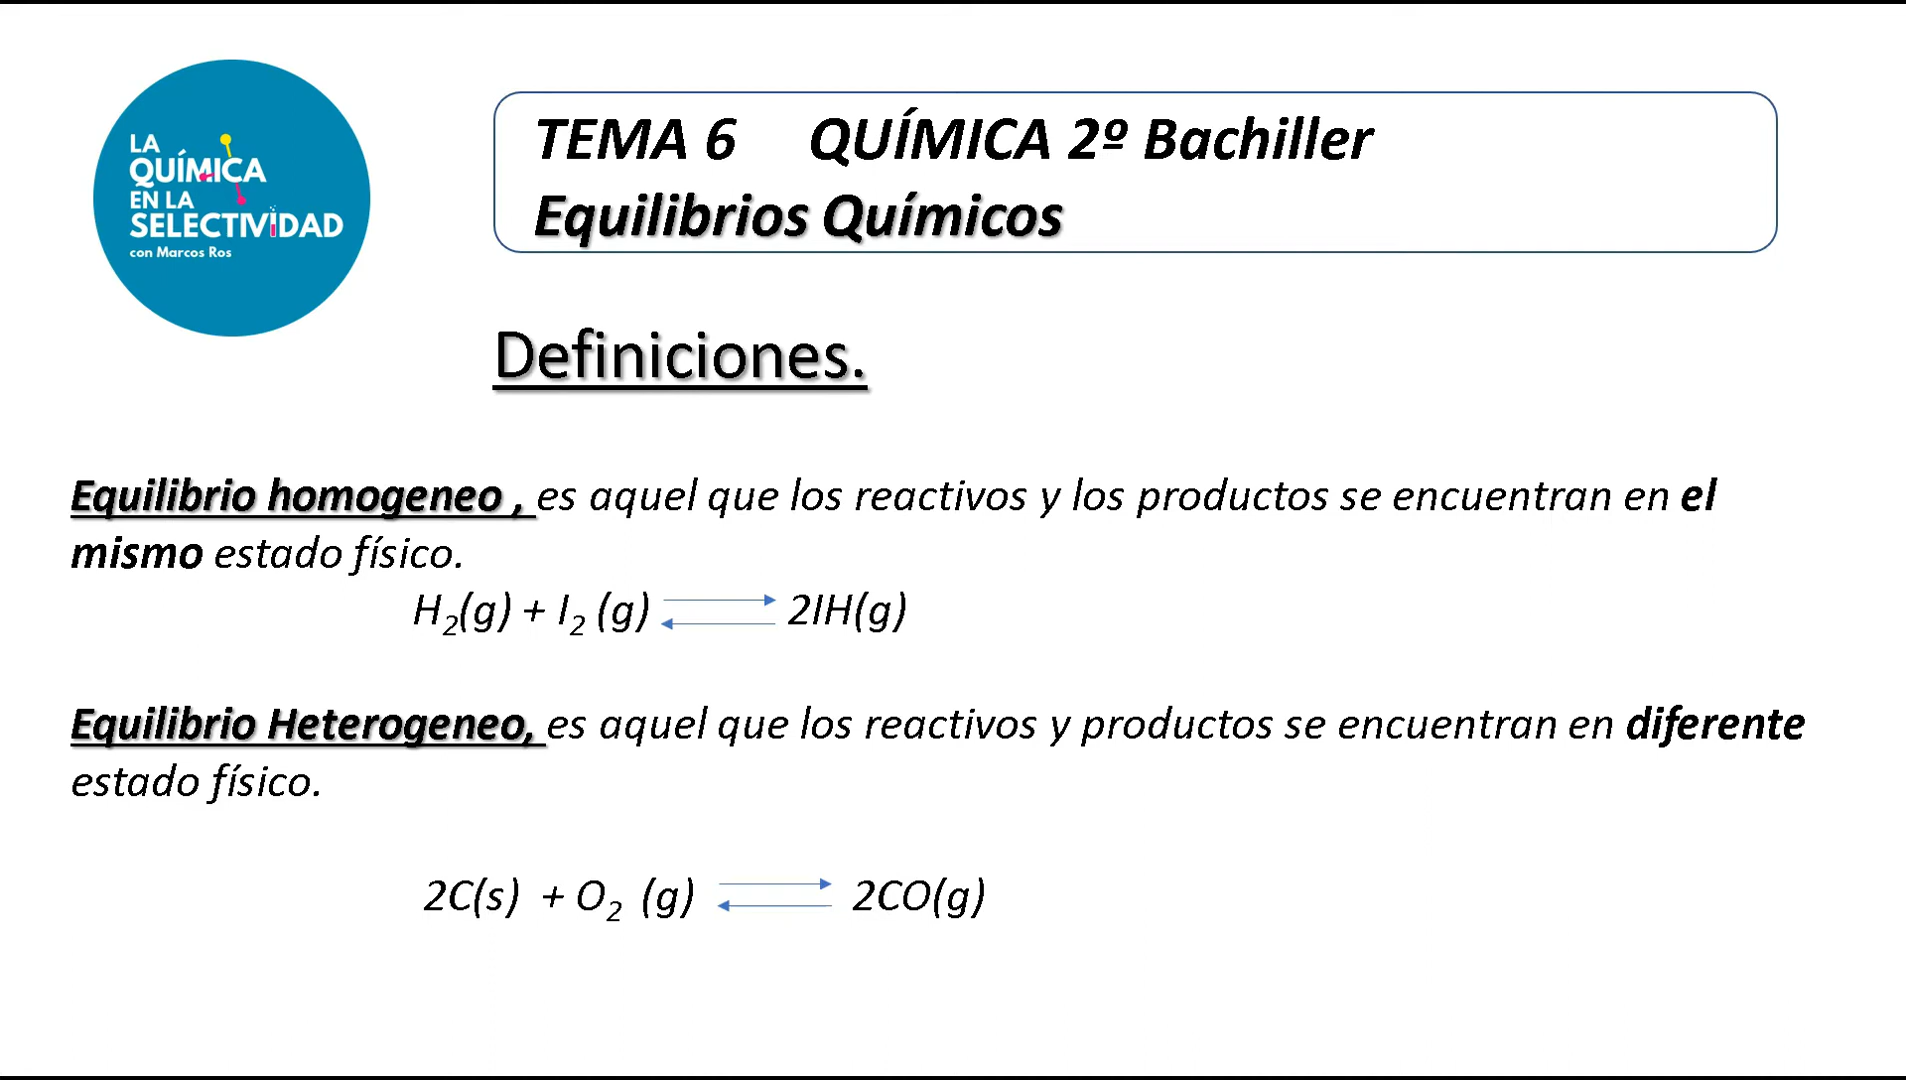 LA
QUÍMICA
EN LA
SELECTIVIDAD
con Marcos Ros
TEMA 6 QUÍMICA 2º Bachiller
Equilibrios Químicos
Definiciones.
Equilibrio homogeneo , es aquel que los reactivos y los productos se encuentran en el
mismo estado físico.
H₂(g) + I₂ (g) ⇄ 2IH(g)
Equilibrio Heterogeneo, es aquel que los reactivos y productos se encuentran en diferente
estado físico.
2C(s) + O₂ (g) ⇄ 2CO(g)